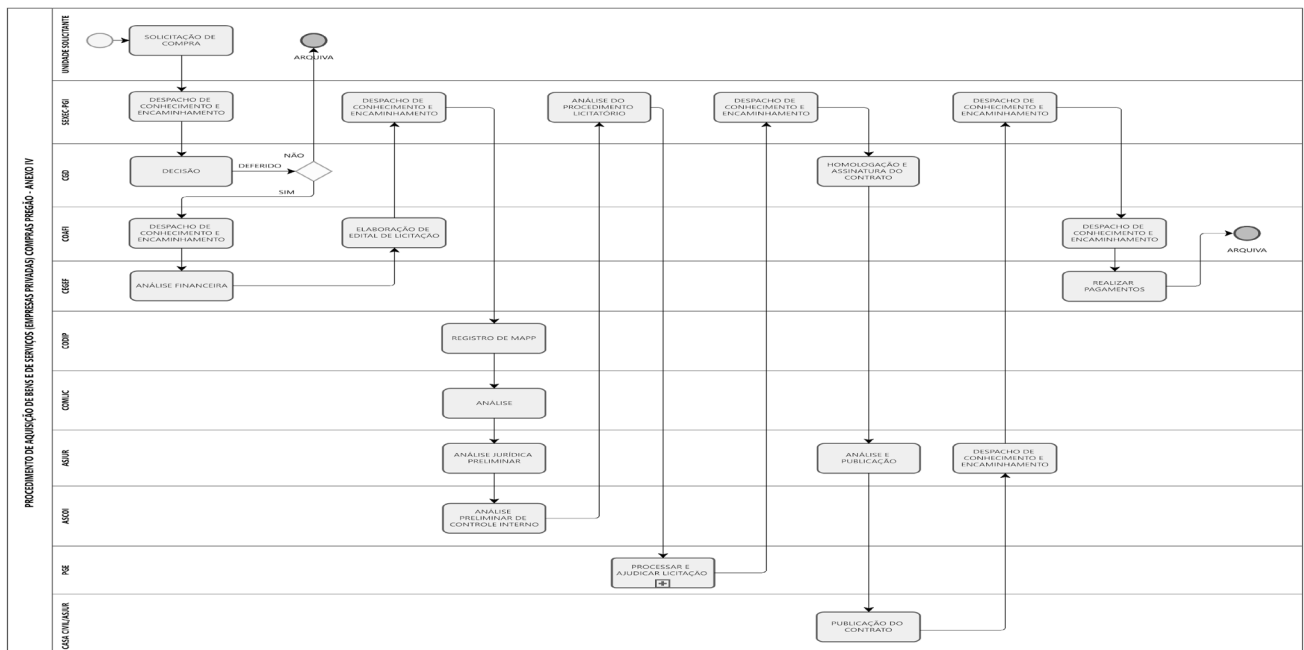 PROCEDIMENTO DE AQUISIÇÃO DE BENS E DE SERVIÇOS (EMPRESAS PRIVADAS) COMPRAS PREGÃO - ANEXO IV
UNIDADE SOLICITANTE
SOLICITAÇÃO DE
COMPRA
ARQUIVA
SEXEC-PGI
DESPACHO DE
CONHECIMENTO E
ENCAMINHAMENTO
DESPACHO DE
CONHECIMENTO E
ENCAMINHAMENTO
ANÁLISE DO
PROCEDIMENTO
LICITATÓRIO
DESPACHO DE
CONHECIMENTO E
ENCAMINHAMENTO
DESPACHO DE
CONHECIMENTO E
ENCAMINHAMENTO
CGD
DECISÃO
DEFERIDO
NÃO
SIM
HOMOLOGAÇÃO E
ASSINATURA DO
CONTRATO
COAFI
DESPACHO DE
CONHECIMENTO E
ENCAMINHAMENTO
ELABORAÇÃO DE
EDITAL DE LICITAÇÃO
DESPACHO DE
CONHECIMENTO E
ENCAMINHAMENTO
ARQUIVA
CEGEF
ANÁLISE FINANCEIRA
REALIZAR
PAGAMENTOS
CODIP
REGISTRO DE MAPP
COMLIC
ANÁLISE
ASJUR
ANÁLISE JURÍDICA
PRELIMINAR
ANÁLISE E
PUBLICAÇÃO
DESPACHO DE
CONHECIMENTO E
ENCAMINHAMENTO
ASCOI
ANÁLISE
PRELIMINAR DE
CONTROLE INTERNO
PGE
PROCESSAR E
AJUDICAR LICITAÇÃO
CASA CIVIL/ASJUR
PUBLICAÇÃO DO
CONTRATO